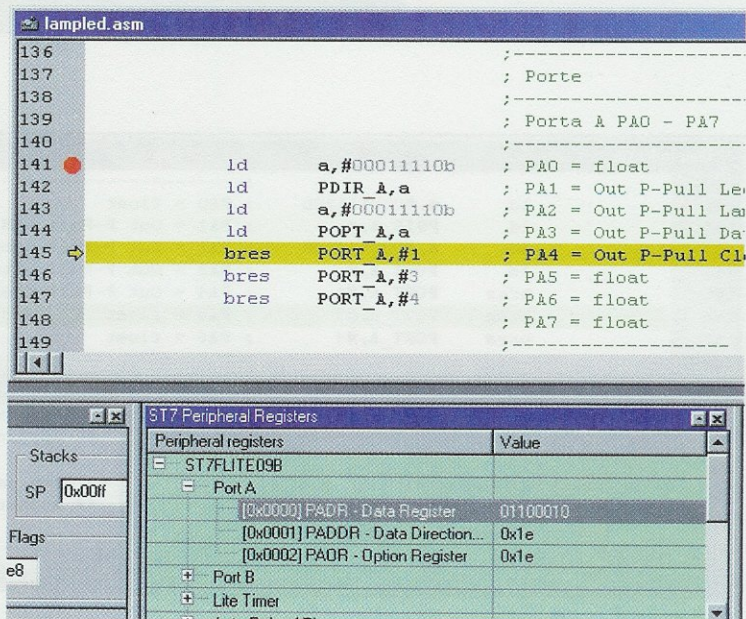 lampled.asm
136 ;--------------------
137 ; Porte
138 ;--------------------
139 ; Porta A PA0 - PA7
140 ;--------------------
141 ld a,#00011110b ; PA0 = float
142 ld PDIR_A,a ; PA1 = Out P-Pull Le
143 ld a,#00011110b ; PA2 = Out P-Pull La
144 ld POPT_A,a ; PA3 = Out P-Pull Da
145 bres PORT_A,#1 ; PA4 = Out P-Pull Cl
146 bres PORT_A,#3 ; PA5 = float
147 bres PORT_A,#4 ; PA6 = float
148 ; PA7 = float
149 ;--------------------
Stacks
SP 0x00ff
Flags
e8
ST7 Peripheral Registers
Peripheral registers Value
ST7FLITE09B
Port A
[0x0000] PADR - Data Register 01100010
[0x0001] PADDR - Data Direction... 0x1e
[0x0002] PAOR - Option Register 0x1e
Port B
Lite Timer